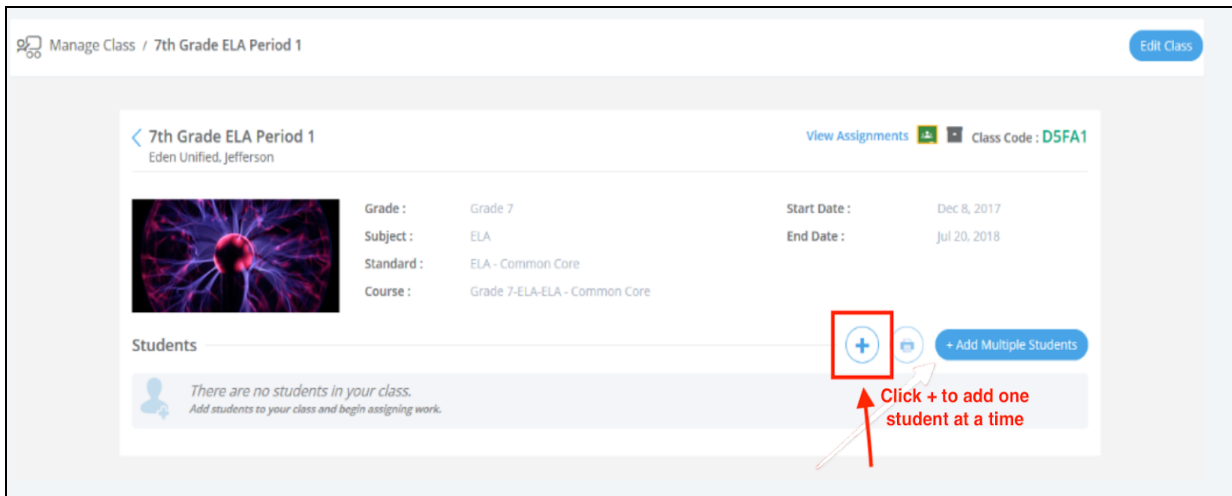 Manage Class / 7th Grade ELA Period 1
Edit Class
7th Grade ELA Period 1
Eden Unified, Jefferson
View Assignments
Class Code : D5FA1
Grade :
Grade 7
Start Date :
Dec 8, 2017
Subject :
ELA
End Date :
Jul 20, 2018
Standard :
ELA - Common Core
Course :
Grade 7-ELA-ELA - Common Core
Students
+ Add Multiple Students
There are no students in your class.
Add students to your class and begin assigning work.
Click + to add one
student at a time